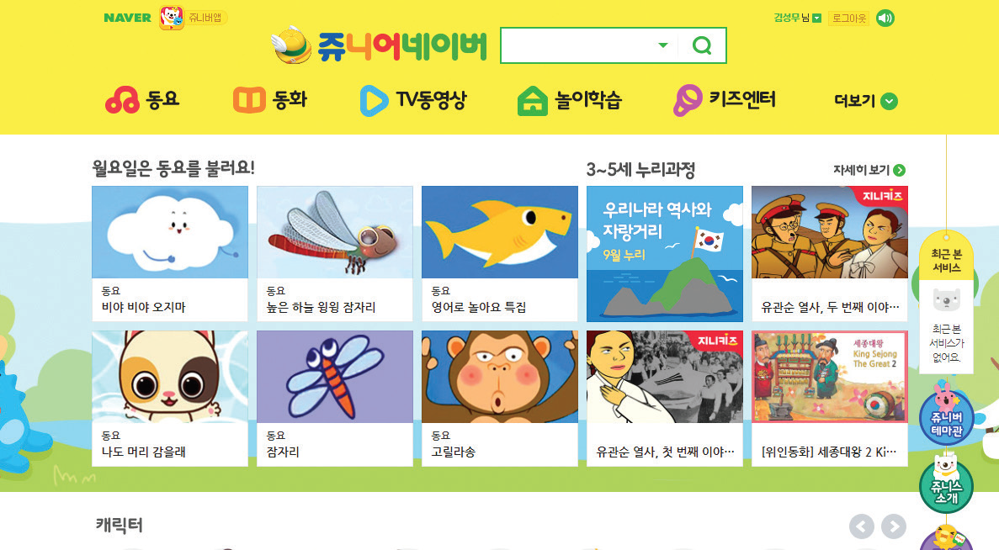 NAVER 쥬니버앱
김성무님 로그아웃
쥬니어네이버
동요 동화 TV동영상 놀이학습 키즈엔터 더보기
월요일은 동요를 불러요!
3~5세 누리과정 자세히 보기
우리나라 역사와
자랑거리
9월 누리
지니키즈
동요
비야 비야 오지마
동요
높은 하늘 윙윙 잠자리
동요
영어로 놀아요 특집
유관순 열사, 두 번째 이야…
동요
나도 머리 감을래
동요
잠자리
동요
고릴라송
지니키즈
유관순 열사, 첫 번째 이야…
세종대왕
King Sejong
The Great 2
[위인동화] 세종대왕 2 Ki…
최근 본
서비스
최근 본
서비스가
없어요.
쥬니버
테마관
쥬니스
소개
캐릭터